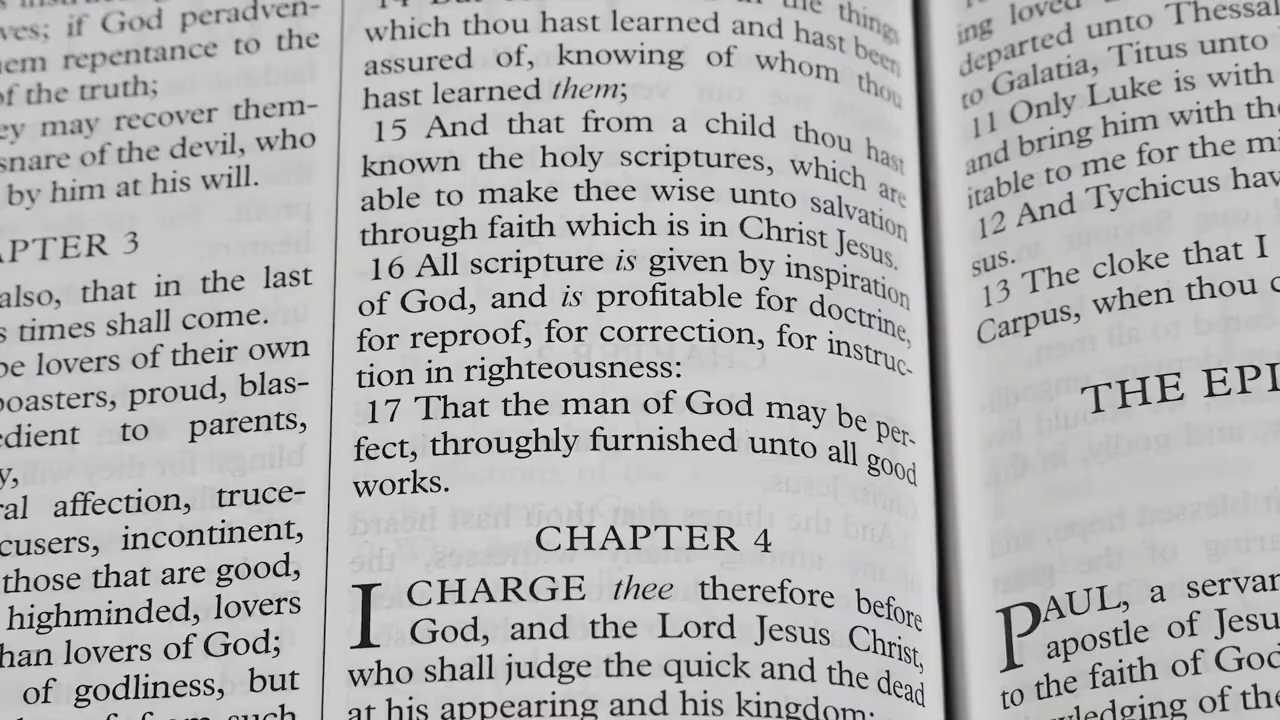 ves; if God peradven-
em repentance to the
of the truth;
ey may recover them-
snare of the devil, who
by him at his will.
APTER 3
also, that in the last
s times shall come.
be lovers of their own
boasters, proud, blas-
edient to parents,
y,
ral affection, truce-
cusers, incontinent,
those that are good,
highminded, lovers
han lovers of God;
of godliness, but
such
the things
which thou hast learned and hast been
assured of, knowing of whom thou
hast learned them;
15 And that from a child thou hast
known the holy scriptures, which are
able to make thee wise unto salvation
through faith which is in Christ Jesus.
16 All scripture is given by inspiration
of God, and is profitable for doctrine,
for reproof, for correction, for instruc-
tion in righteousness:
17 That the man of God may be per-
fect, throughly furnished unto all good
works.
CHAPTER 4
I CHARGE thee therefore before
God, and the Lord Jesus Christ,
who shall judge the quick and the dead
at his appearing and his kingdom;
ing loved
departed unto Thessal
to Galatia, Titus unto
11 Only Luke is with
and bring him with th
itable to me for the mi
12 And Tychicus hav
sus.
13 The cloke that I
Carpus, when thou c
THE EPI
PAUL, a servan
apostle of Jesu
to the faith of God
wledging of the